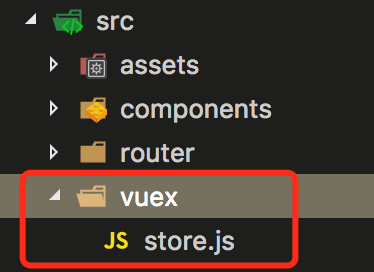 src
assets
components
router
vuex
JS store.js